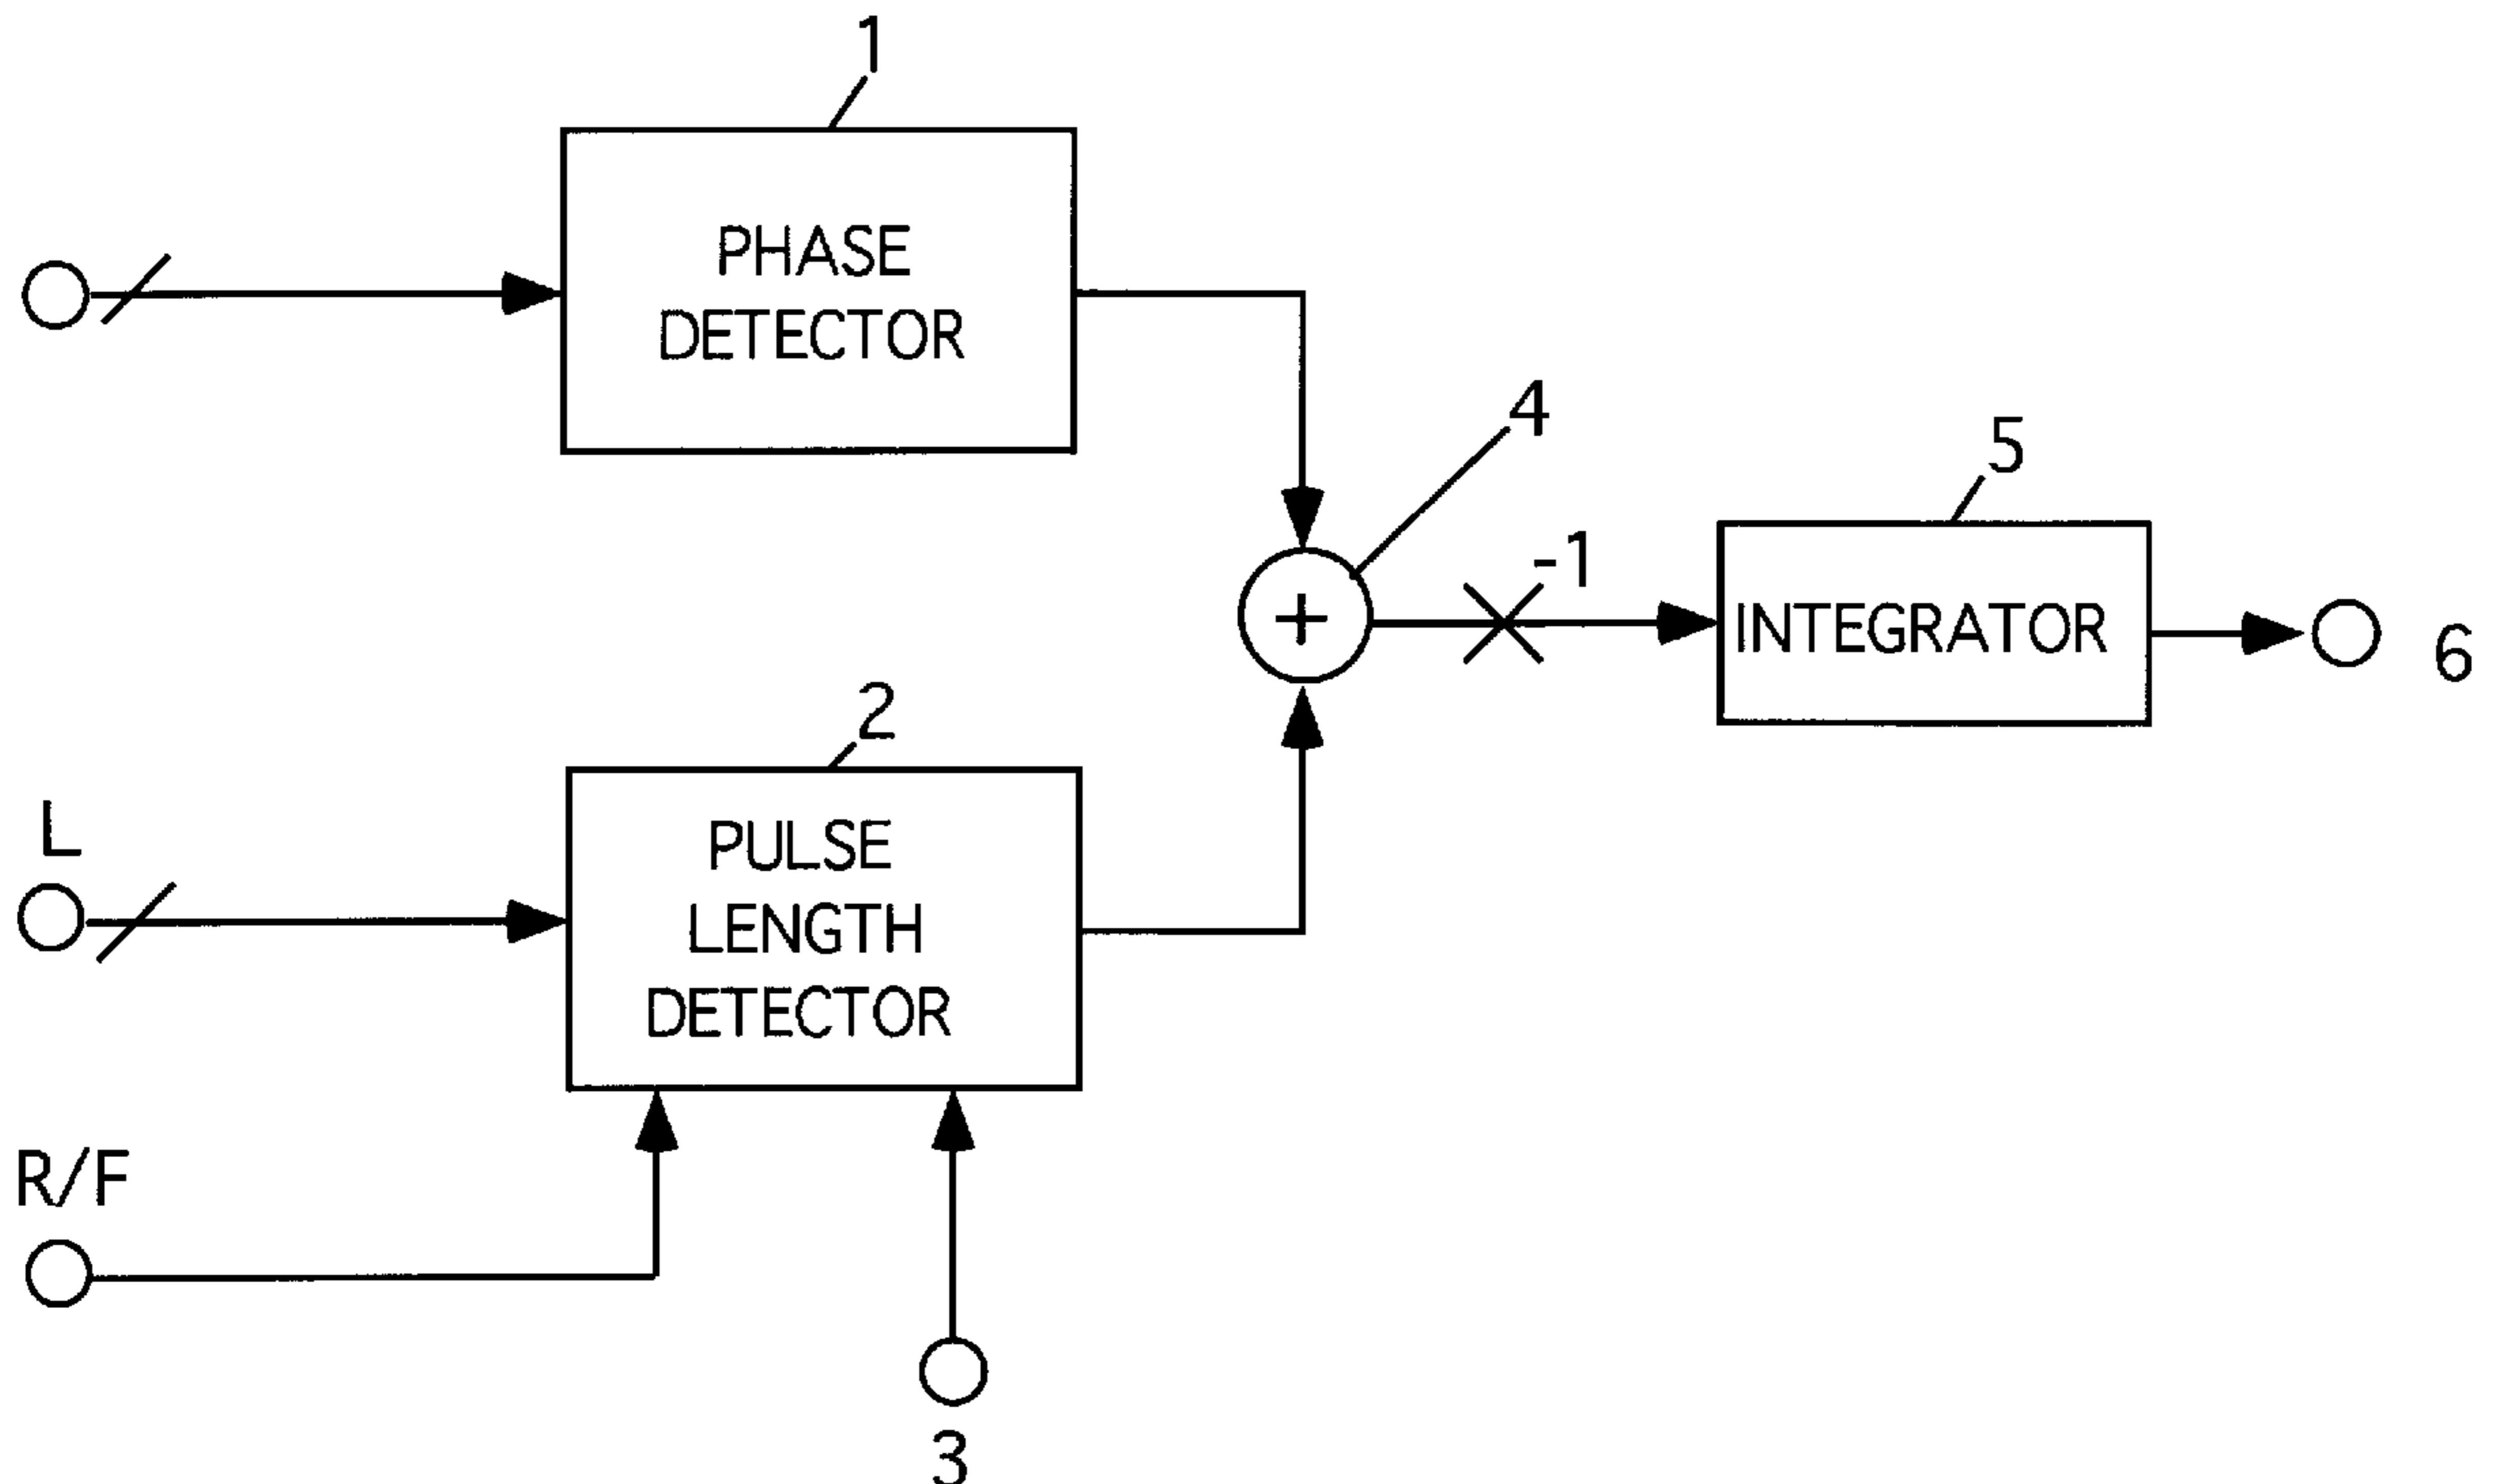 1
PHASE
DETECTOR
4
5
+
-1
INTEGRATOR
6
2
L
PULSE
LENGTH
DETECTOR
R/F
3